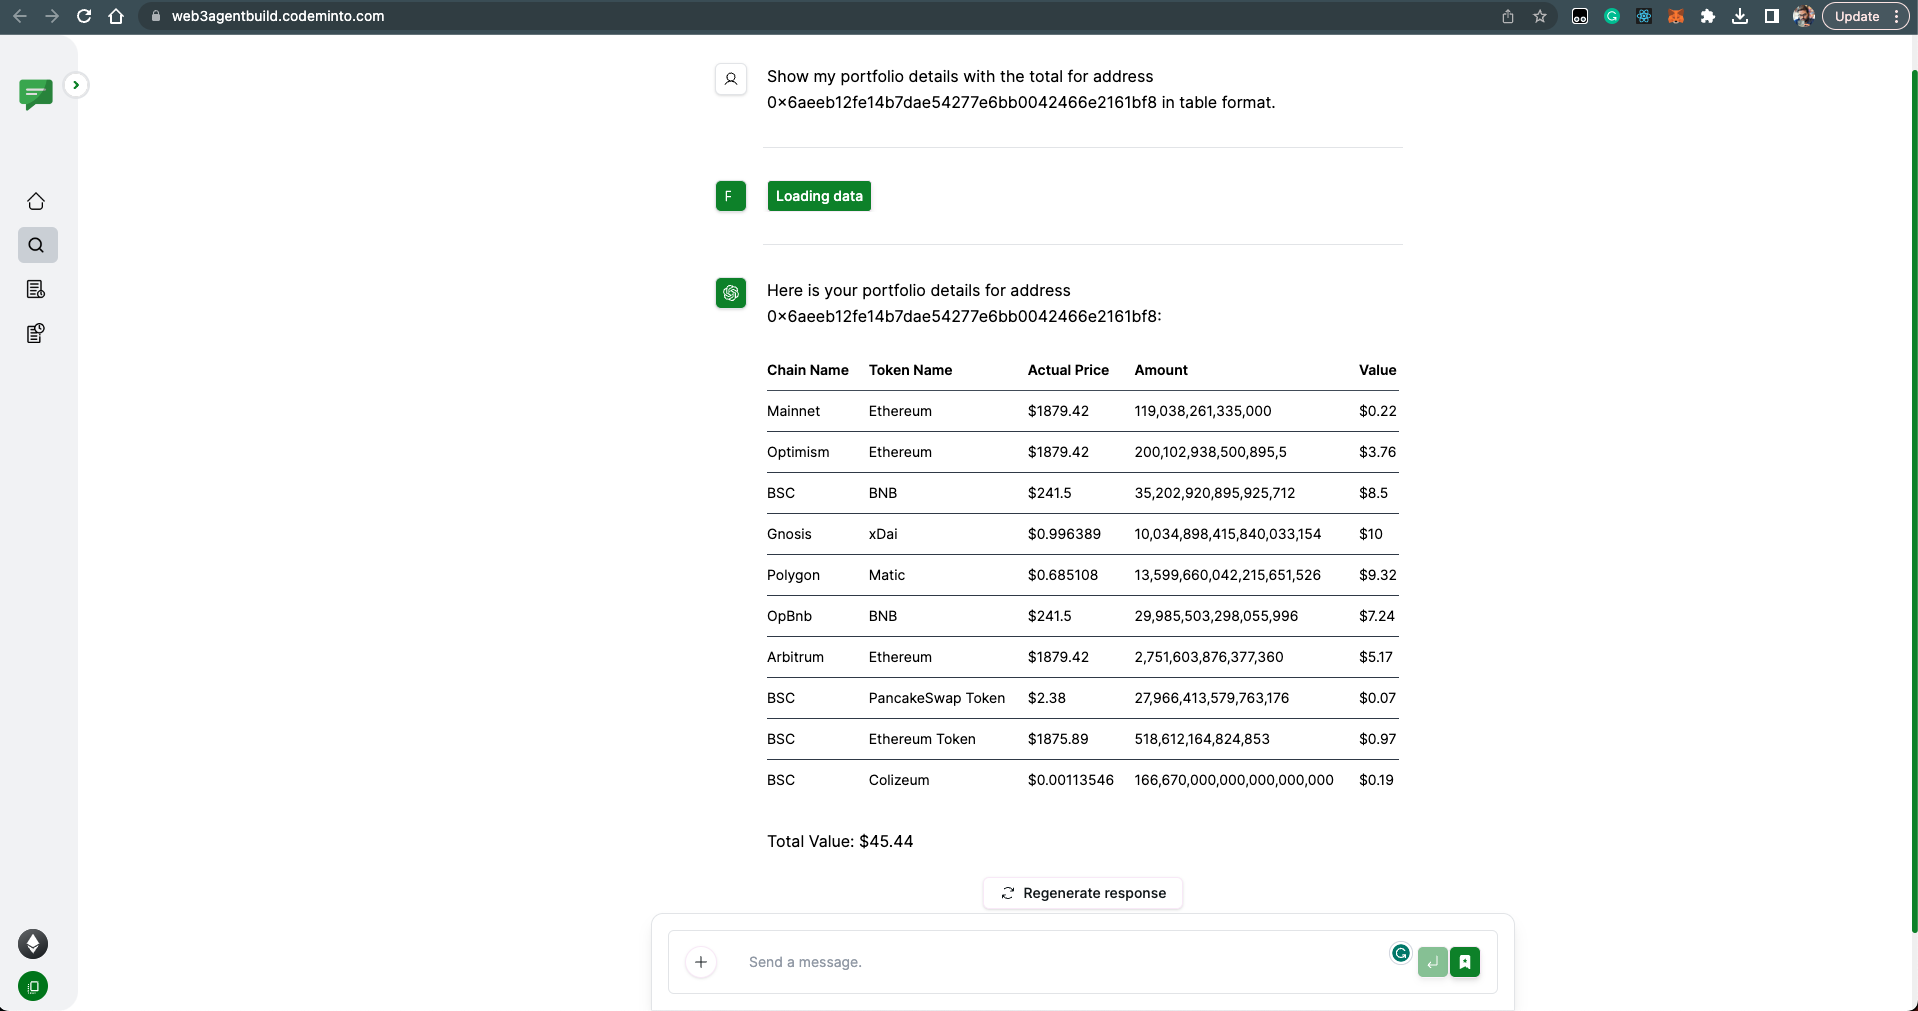 web3agentbuild.codeminto.com
Update
Show my portfolio details with the total for address
0×6aeeb12fe14b7dae54277e6bb0042466e2161bf8 in table format.
F
Loading data
Here is your portfolio details for address
0×6aeeb12fe14b7dae54277e6bb0042466e2161bf8:
Chain Name Token Name Actual Price Amount Value
Mainnet Ethereum $1879.42 119,038,261,335,000 $0.22
Optimism Ethereum $1879.42 200,102,938,500,895,5 $3.76
BSC BNB $241.5 35,202,920,895,925,712 $8.5
Gnosis xDai $0.996389 10,034,898,415,840,033,154 $10
Polygon Matic $0.685108 13,599,660,042,215,651,526 $9.32
OpBnb BNB $241.5 29,985,503,298,055,996 $7.24
Arbitrum Ethereum $1879.42 2,751,603,876,377,360 $5.17
BSC PancakeSwap Token $2.38 27,966,413,579,763,176 $0.07
BSC Ethereum Token $1875.89 518,612,164,824,853 $0.97
BSC Colizeum $0.00113546 166,670,000,000,000,000,000 $0.19
Total Value: $45.44
Regenerate response
Send a message.